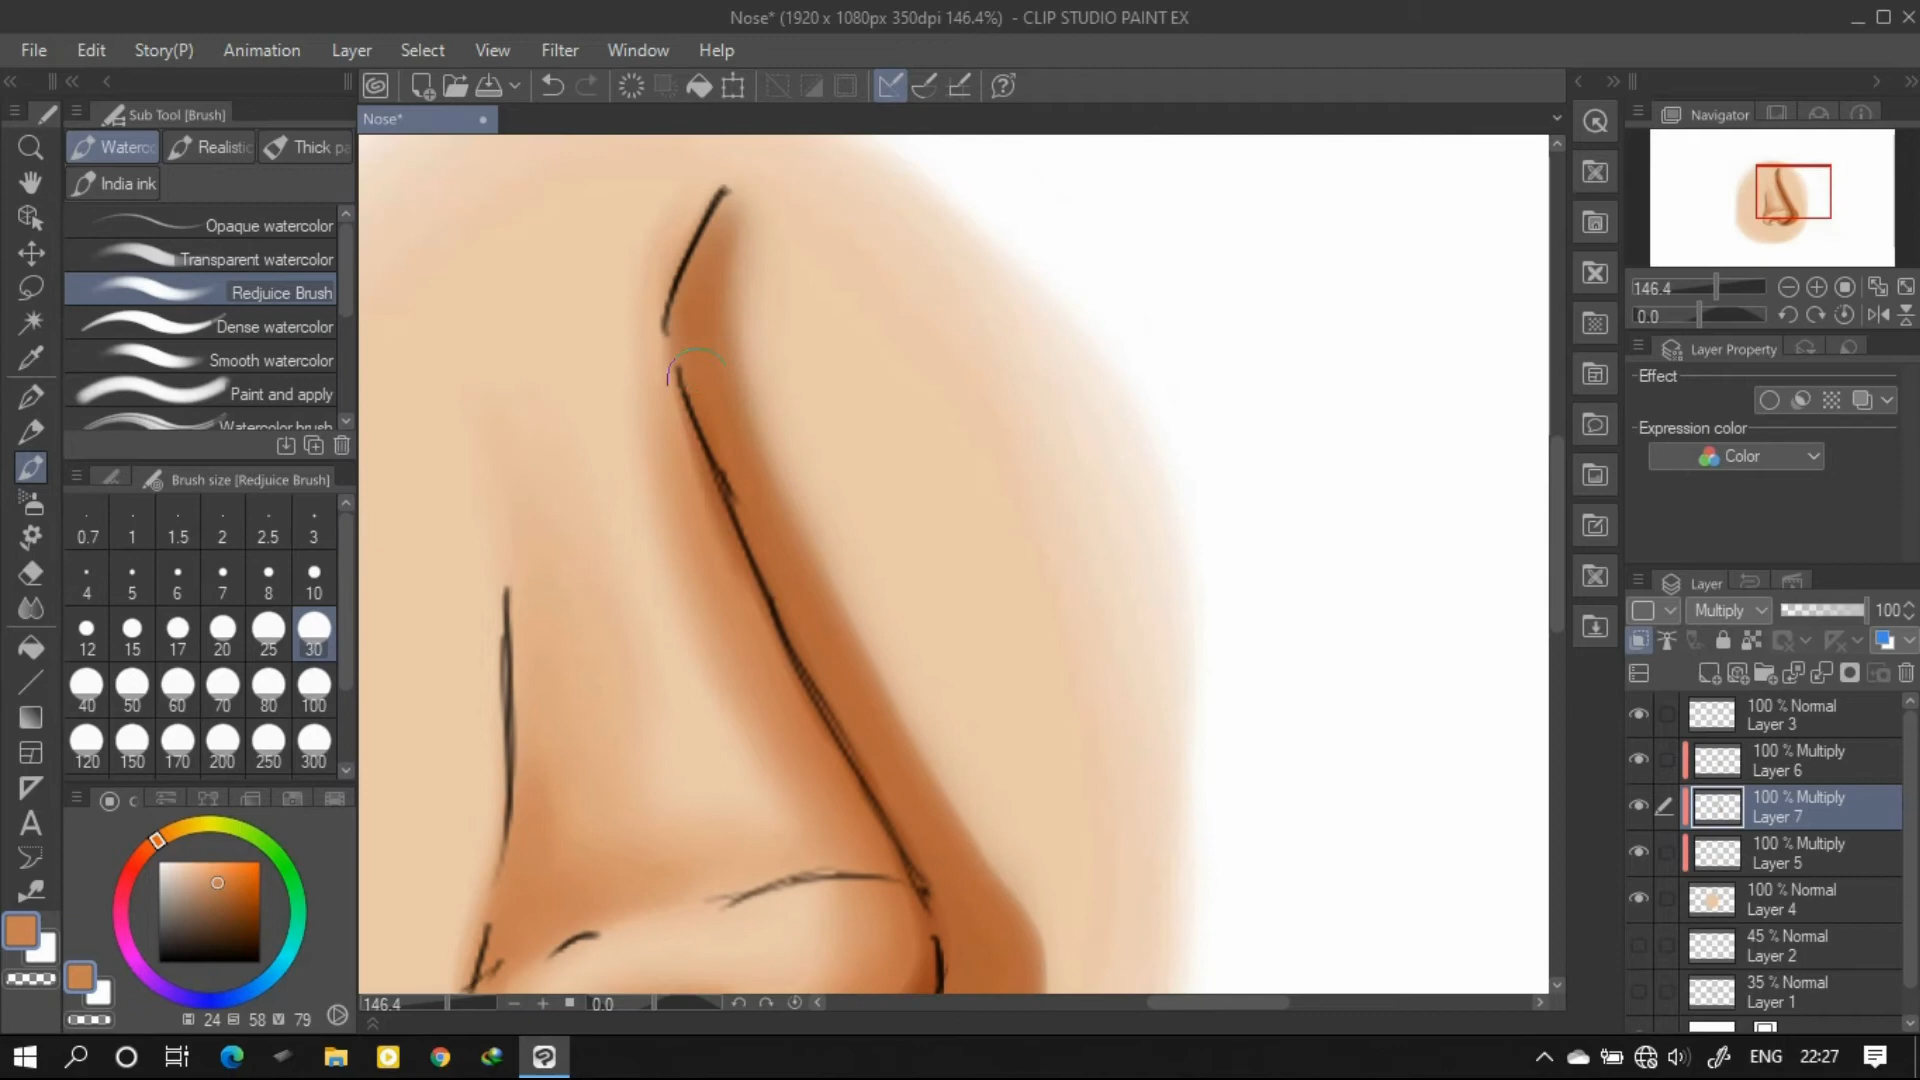 Nose* (1920 x 1080px 350dpi 146.4%) - CLIP STUDIO PAINT EX
File Edit Story(P) Animation Layer Select View Filter Window Help
Sub Tool [Brush]
Nose*
Navigator
Waterc Realistic Thick pa
India ink
Opaque watercolor
Transparent watercolor
Redjuice Brush
Dense watercolor
Smooth watercolor
Paint and apply
Watercolor brush
146.4
0.0
Layer Property
Effect
Expression color
Color
Brush size [Redjuice Brush]
0.7 1 1.5 2 2.5 3
4 5 6 7 8 10
12 15 17 20 25 30
40 50 60 70 80 100
120 150 170 200 250 300
Layer
Multiply 100
100 % Normal
Layer 3
100 % Multiply
Layer 6
100 % Multiply
Layer 7
100 % Multiply
Layer 5
100 % Normal
Layer 4
45 % Normal
Layer 2
35 % Normal
Layer 1
H 24 S 58 V 79
146.4 0.0
ENG 22:27